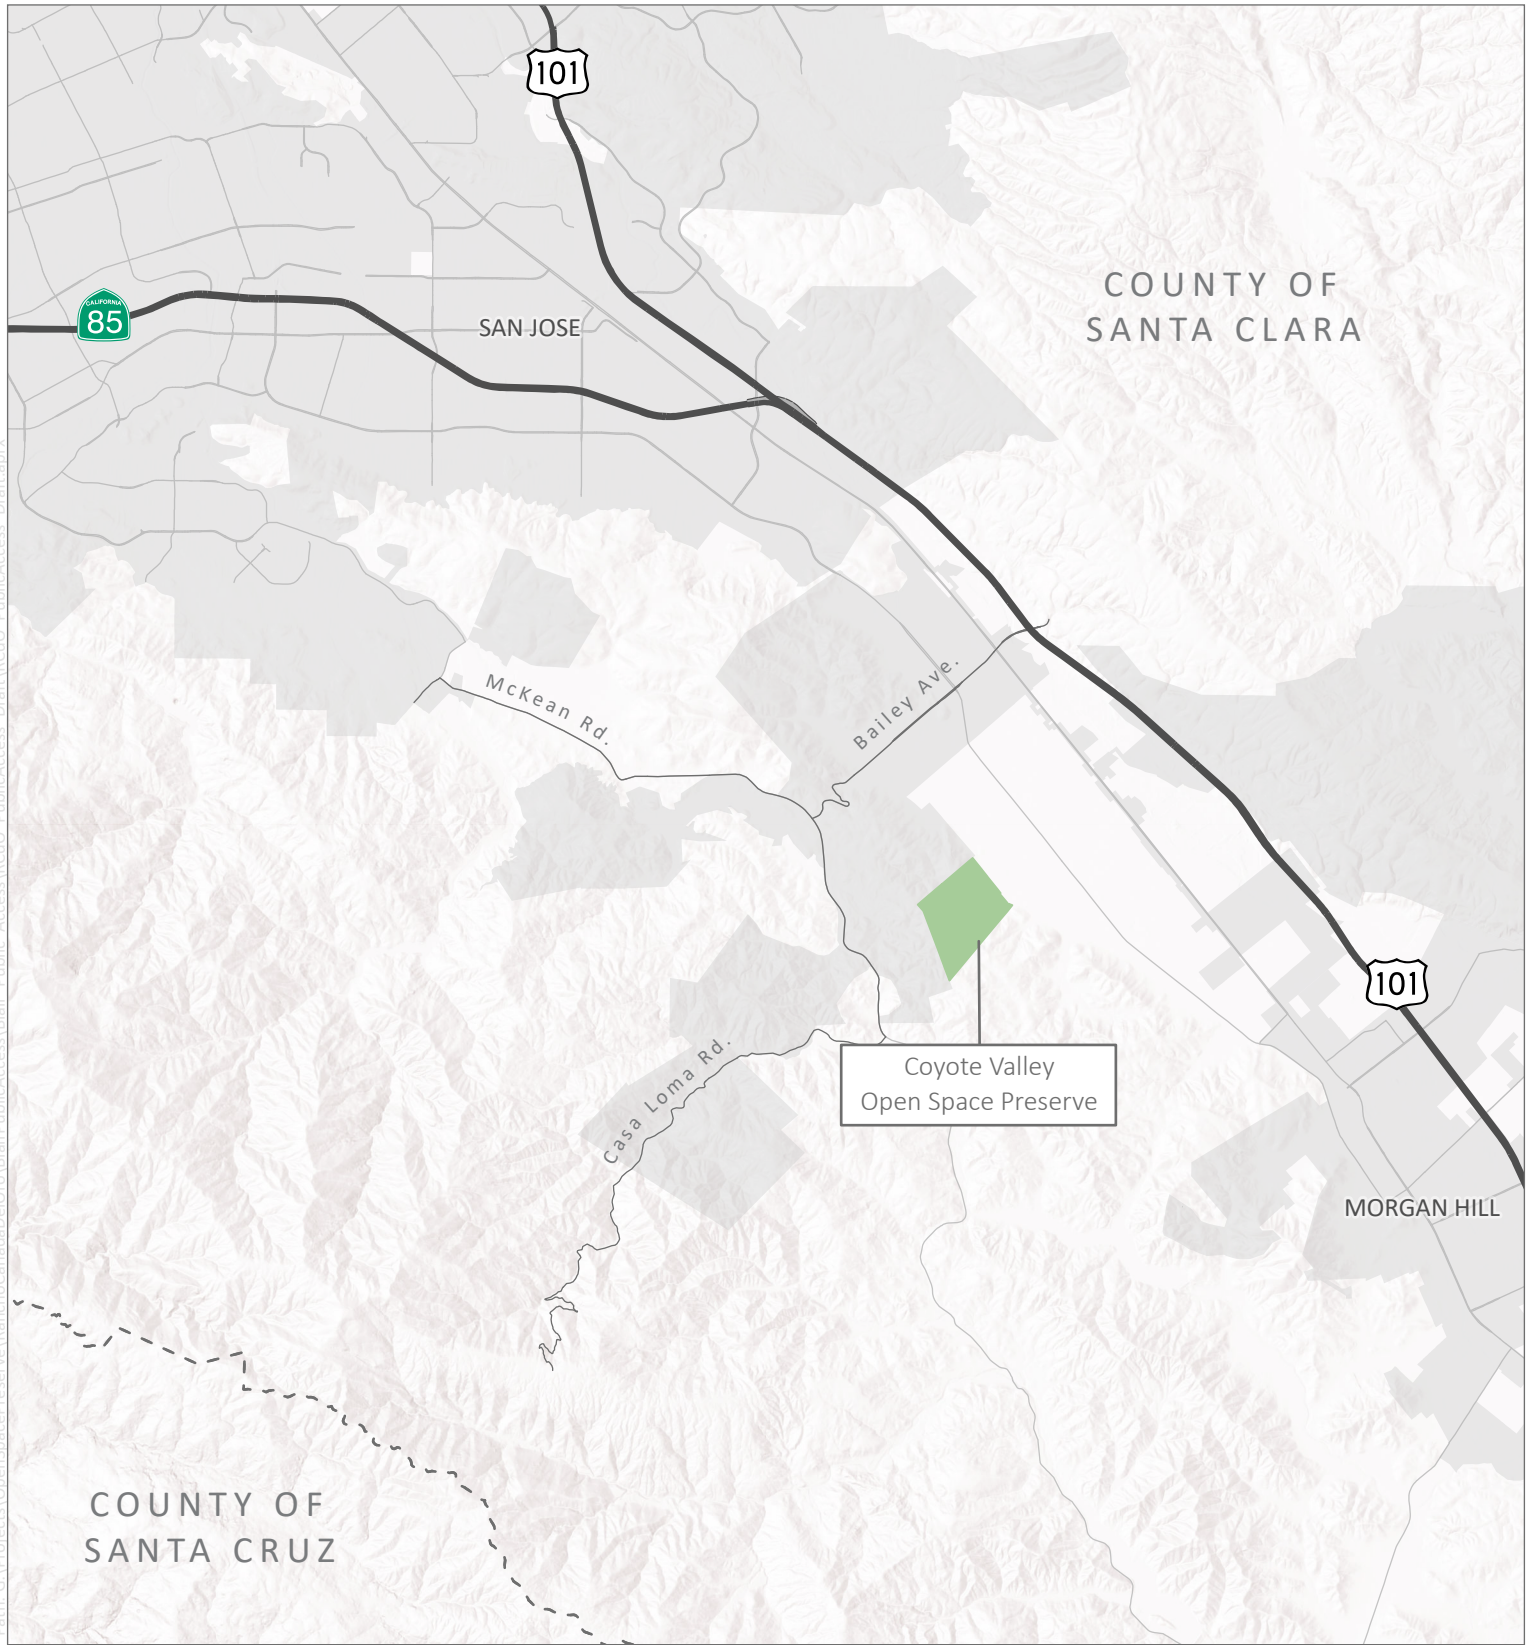 101
COUNTY OF
SANTA CLARA
CALIFORNIA
85
SAN JOSE
McKean Rd.
Bailey Ave.
101
Casa Loma Rd.
Coyote Valley
Open Space Preserve
MORGAN HILL
COUNTY OF
SANTA CRUZ